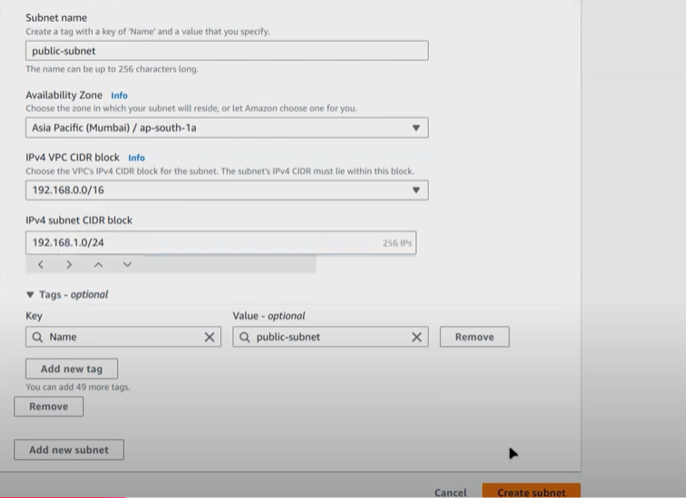 Subnet name
Create a tag with a key of 'Name' and a value that you specify.
public-subnet
The name can be up to 256 characters long.
Availability Zone Info
Choose the zone in which your subnet will reside, or let Amazon choose one for you.
Asia Pacific (Mumbai) / ap-south-1a
IPv4 VPC CIDR block Info
Choose the VPC's IPv4 CIDR block for the subnet. The subnet's IPv4 CIDR must lie within this block.
192.168.0.0/16
IPv4 subnet CIDR block
192.168.1.0/24 256 IPs
Tags - optional
Key Value - optional
Name public-subnet Remove
Add new tag
You can add 49 more tags.
Remove
Add new subnet
Cancel Create subnet